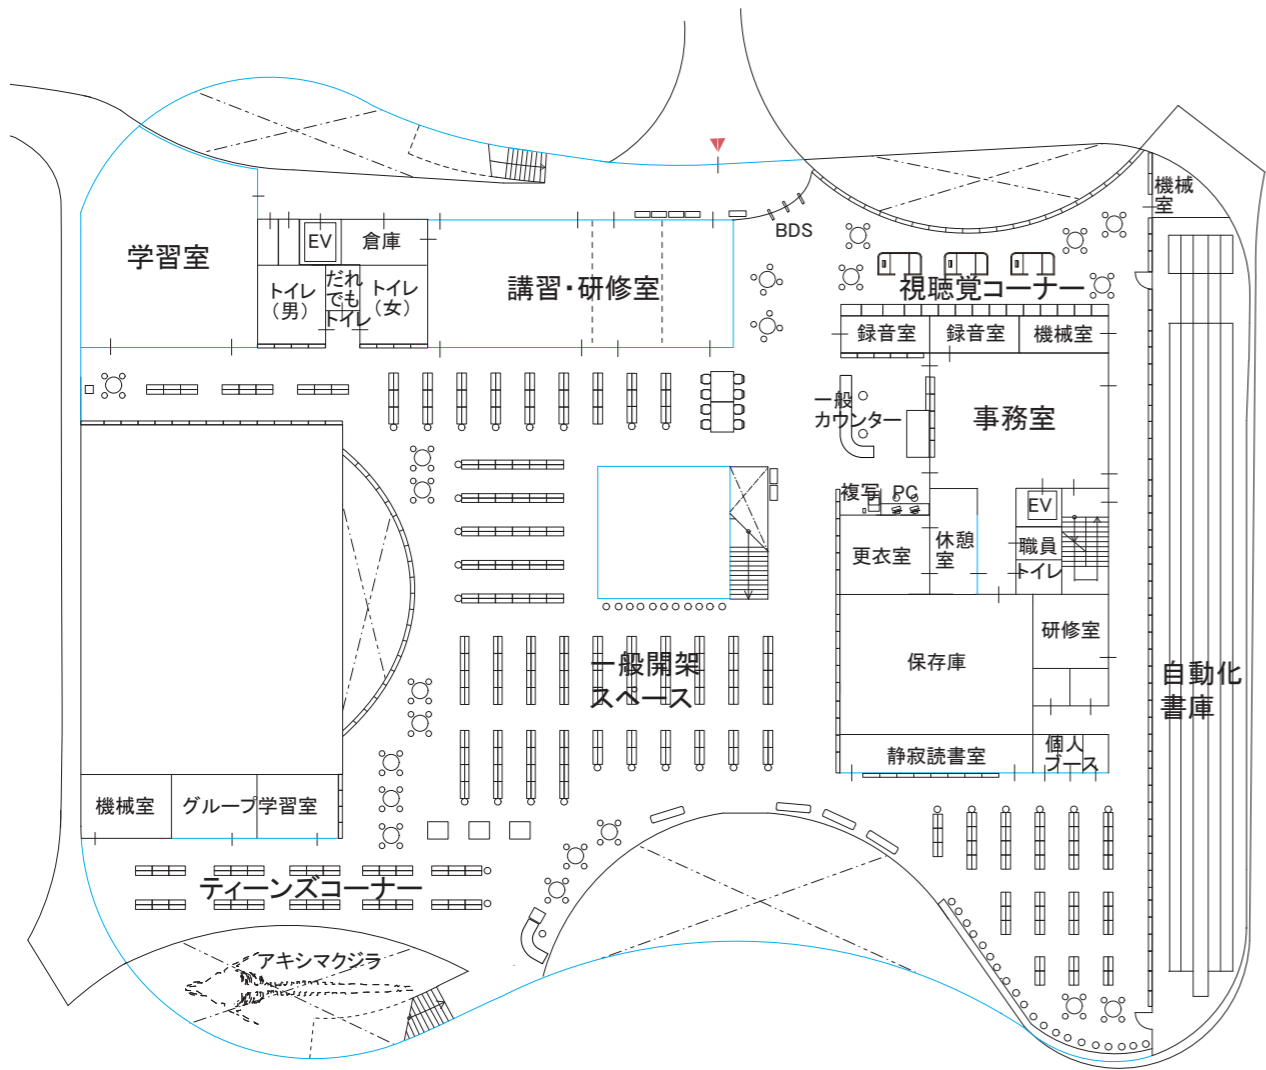 機械
室
BDS
EV
倉庫
学習室
だれ
でも
トイレ
トイレ
(男)
トイレ
(女)
講習・研修室
視聴覚コーナー
録音室
録音室
機械室
一般
カウンター
事務室
複写
PC
EV
更衣室
休憩
室
職員
トイレ
研修室
保存庫
一般開架
スペース
自動化
書庫
静寂読書室
個人
ブース
機械室
グループ学習室
ティーンズコーナー
アキシマクジラ